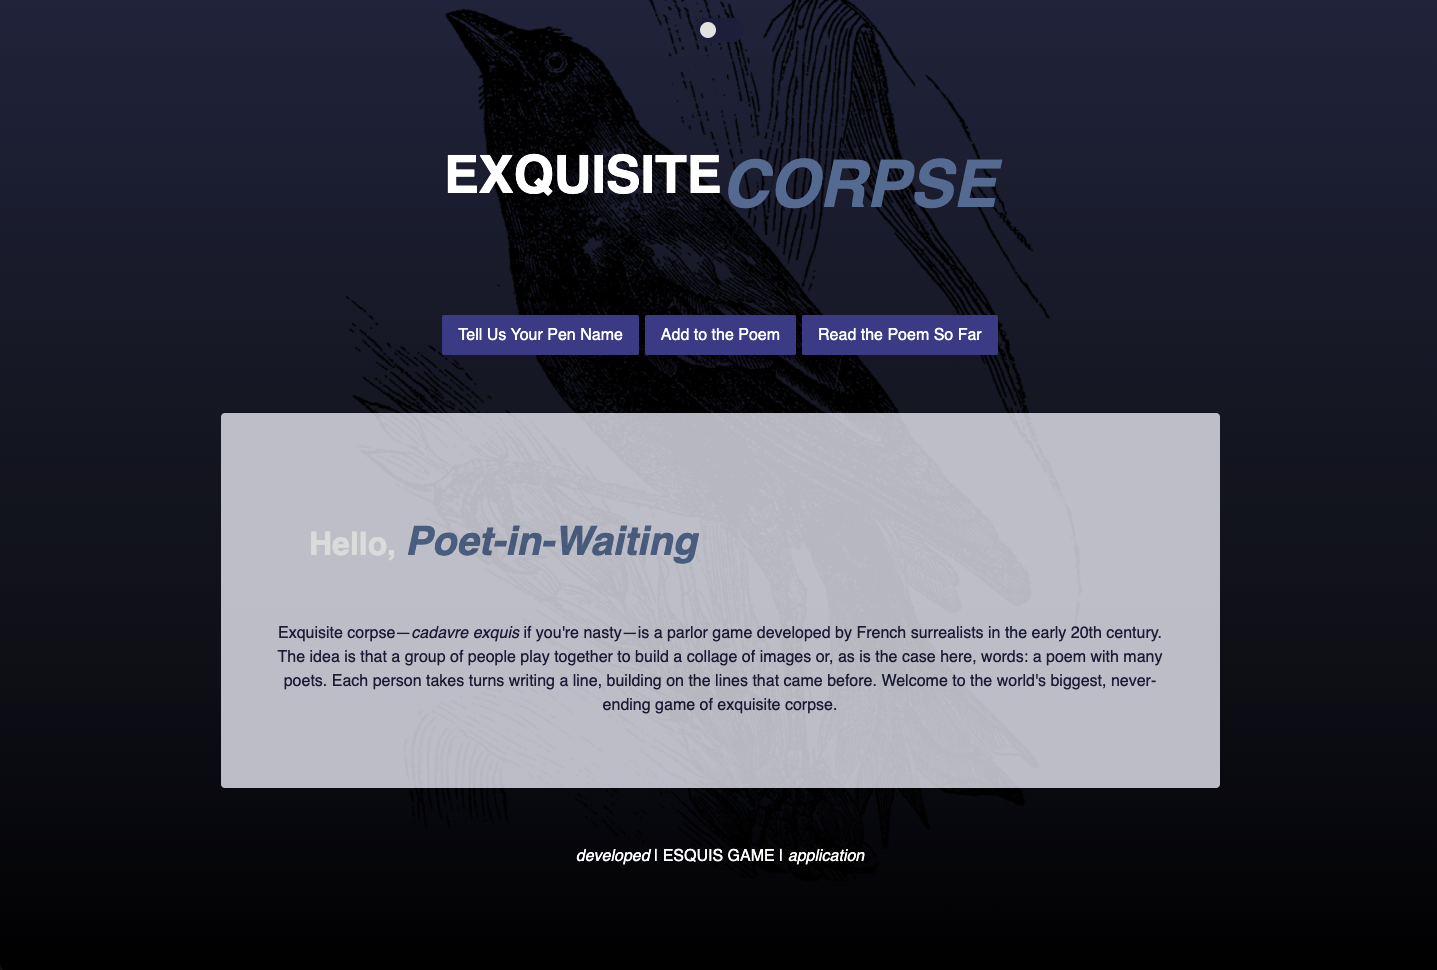 EXQUISITE CORPSE
Tell Us Your Pen Name Add to the Poem Read the Poem So Far
Hello, Poet-in-Waiting
Exquisite corpse—cadavre exquis if you're nasty—is a parlor game developed by French surrealists in the early 20th century.
The idea is that a group of people play together to build a collage of images or, as is the case here, words: a poem with many
poets. Each person takes turns writing a line, building on the lines that came before. Welcome to the world's biggest, never-
ending game of exquisite corpse.
developed | ESQUIS GAME | application